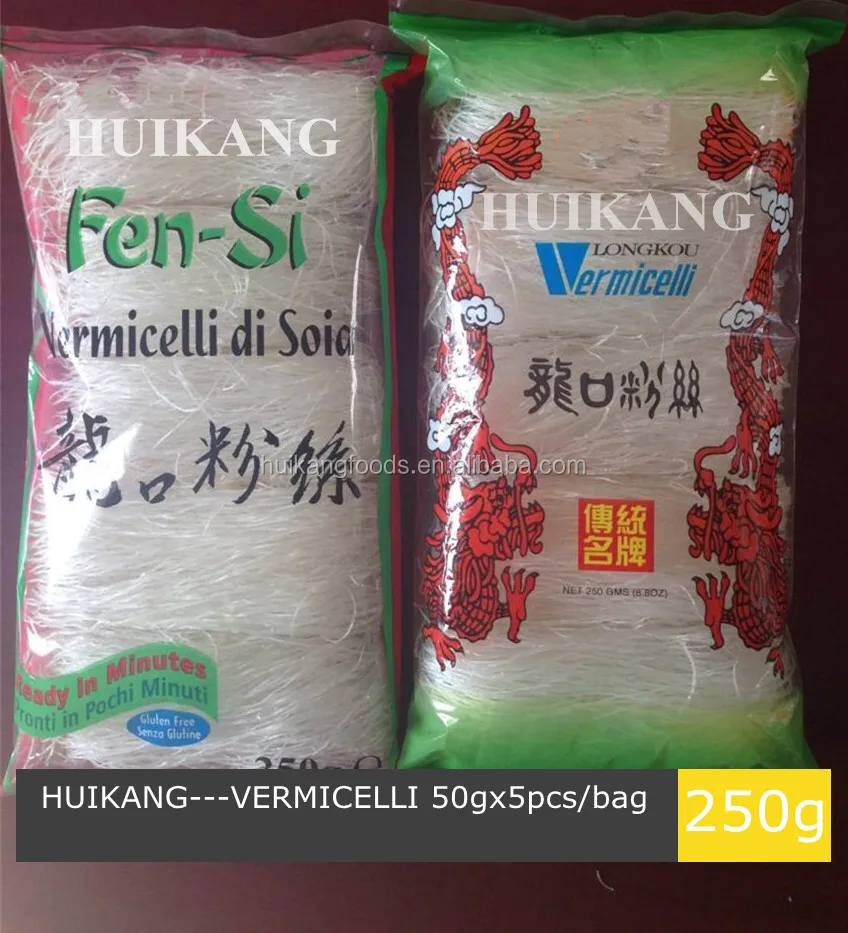 HUIKANG
Fen-Si
Vermicelli di Soia
龍口粉絲
Ready in Minutes
Pronti in Pochi Minuti
Gluten Free
Senza Glutine
HUIKANG
LONGKOU
Vermicelli
龍口粉絲
傳統
名牌
NET 250 GMS (8.8OZ)
huikangfoods.en.alibaba.com
HUIKANG---VERMICELLI 50gx5pcs/bag
250g